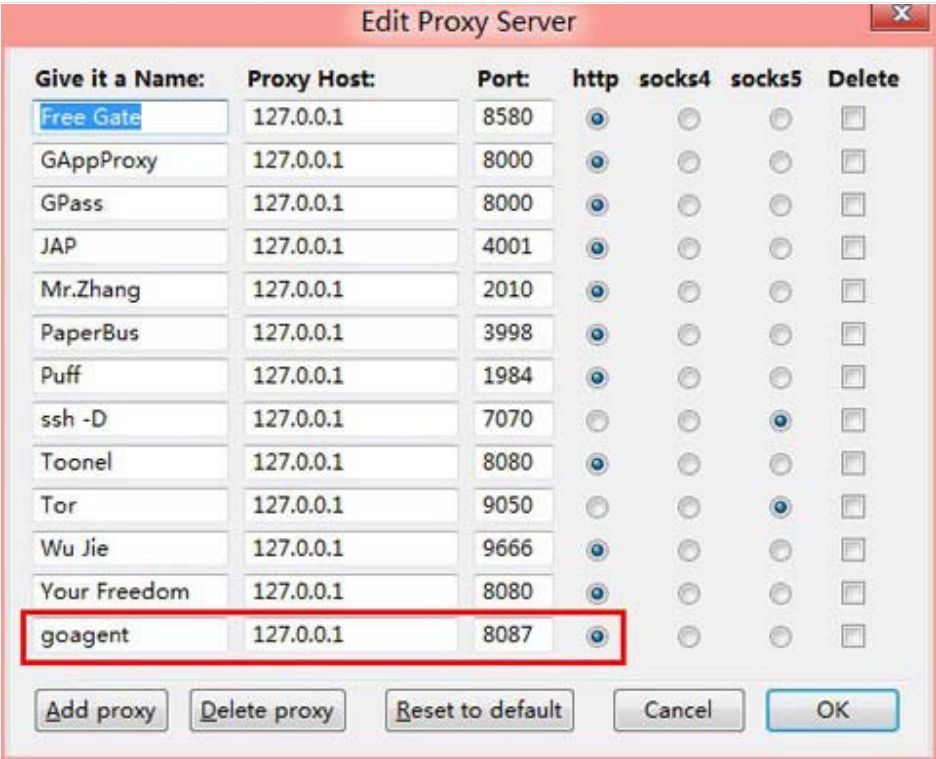 Edit Proxy Server
Give it a Name: Proxy Host: Port: http socks4 socks5 Delete
Free Gate 127.0.0.1 8580
GAppProxy 127.0.0.1 8000
GPass 127.0.0.1 8000
JAP 127.0.0.1 4001
Mr.Zhang 127.0.0.1 2010
PaperBus 127.0.0.1 3998
Puff 127.0.0.1 1984
ssh -D 127.0.0.1 7070
Toonel 127.0.0.1 8080
Tor 127.0.0.1 9050
Wu Jie 127.0.0.1 9666
Your Freedom 127.0.0.1 8080
goagent 127.0.0.1 8087
Add proxy Delete proxy Reset to default Cancel OK